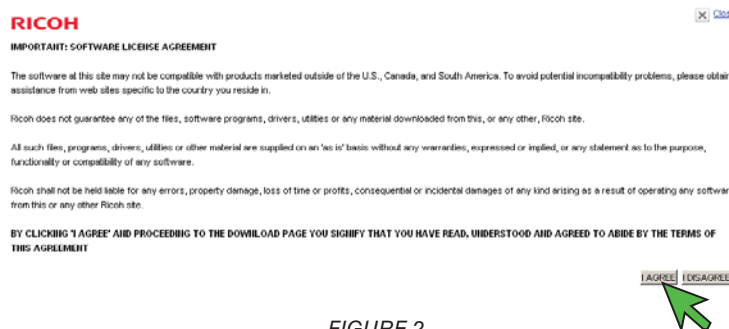 RICOH
Clos
IMPORTANT: SOFTWARE LICENSE AGREEMENT
The software at this site may not be compatible with products marketed outside of the U.S., Canada, and South America. To avoid potential incompatibility problems, please obtain
assistance from web sites specific to the country you reside in.
Ricoh does not guarantee any of the files, software programs, drivers, utilities or any material downloaded from this, or any other, Ricoh site.
All such files, programs, drivers, utilities or other material are supplied on an 'as is' basis without any warranties, expressed or implied, or any statement as to the purpose,
functionality or compatibility of any software.
Ricoh shall not be held liable for any errors, property damage, loss of time or profits, consequential or incidental damages of any kind arising as a result of operating any softwar
from this or any other Ricoh site.
BY CLICKING 'I AGREE' AND PROCEEDING TO THE DOWNLOAD PAGE YOU SIGNIFY THAT YOU HAVE READ, UNDERSTOOD AND AGREED TO ABIDE BY THE TERMS OF
THIS AGREEMENT
I AGREE I DISAGREE
FIGURE 2